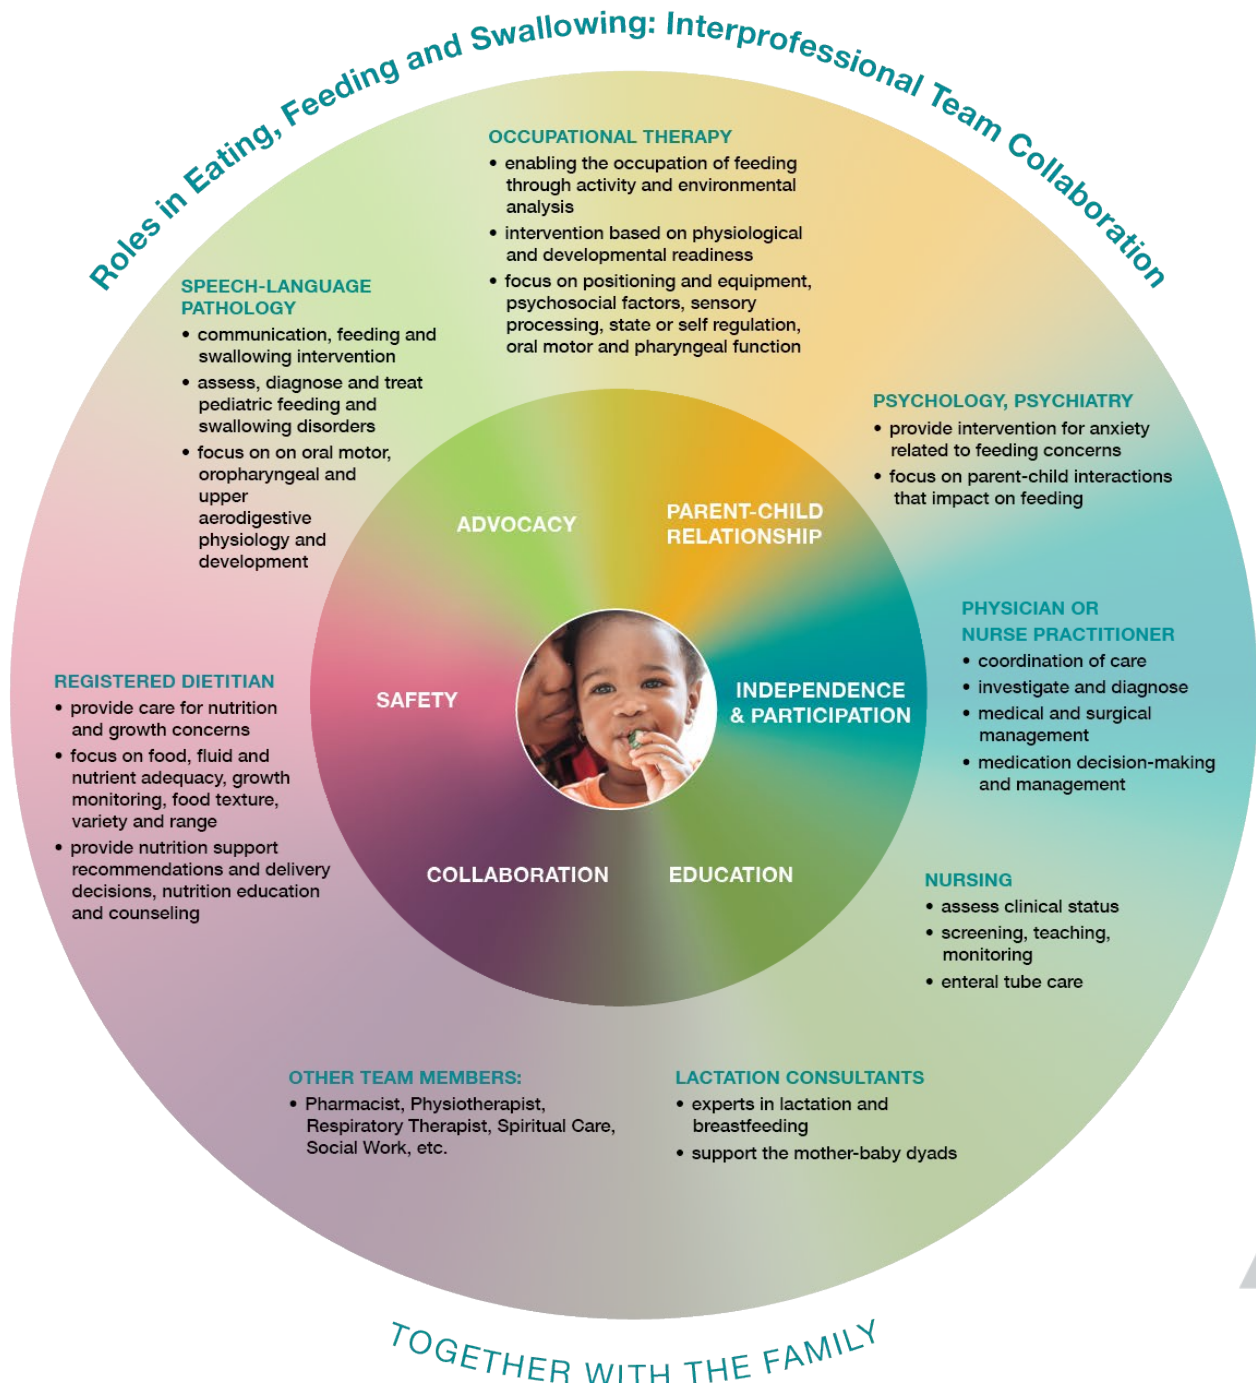 Roles in Eating, Feeding and Swallowing: Interprofessional Team Collaboration
OCCUPATIONAL THERAPY
• enabling the occupation of feeding
through activity and environmental
analysis
• intervention based on physiological
and developmental readiness
• focus on positioning and equipment,
psychosocial factors, sensory
processing, state or self regulation,
oral motor and pharyngeal function
SPEECH-LANGUAGE
PATHOLOGY
• communication, feeding and
swallowing intervention
• assess, diagnose and treat
pediatric feeding and
swallowing disorders
• focus on on oral motor,
oropharyngeal and
upper
aerodigestive
physiology and
development
PSYCHOLOGY, PSYCHIATRY
• provide intervention for anxiety
related to feeding concerns
• focus on parent-child interactions
that impact on feeding
ADVOCACY
PARENT-CHILD
RELATIONSHIP
PHYSICIAN OR
NURSE PRACTITIONER
• coordination of care
• investigate and diagnose
• medical and surgical
management
• medication decision-making
and management
SAFETY
INDEPENDENCE
& PARTICIPATION
REGISTERED DIETITIAN
• provide care for nutrition
and growth concerns
• focus on food, fluid and
nutrient adequacy, growth
monitoring, food texture,
variety and range
• provide nutrition support
recommendations and delivery
decisions, nutrition education
and counseling
COLLABORATION
EDUCATION
NURSING
• assess clinical status
• screening, teaching,
monitoring
• enteral tube care
OTHER TEAM MEMBERS:
• Pharmacist, Physiotherapist,
Respiratory Therapist, Spiritual Care,
Social Work, etc.
LACTATION CONSULTANTS
• experts in lactation and
breastfeeding
• support the mother-baby dyads
TOGETHER WITH THE FAMILY